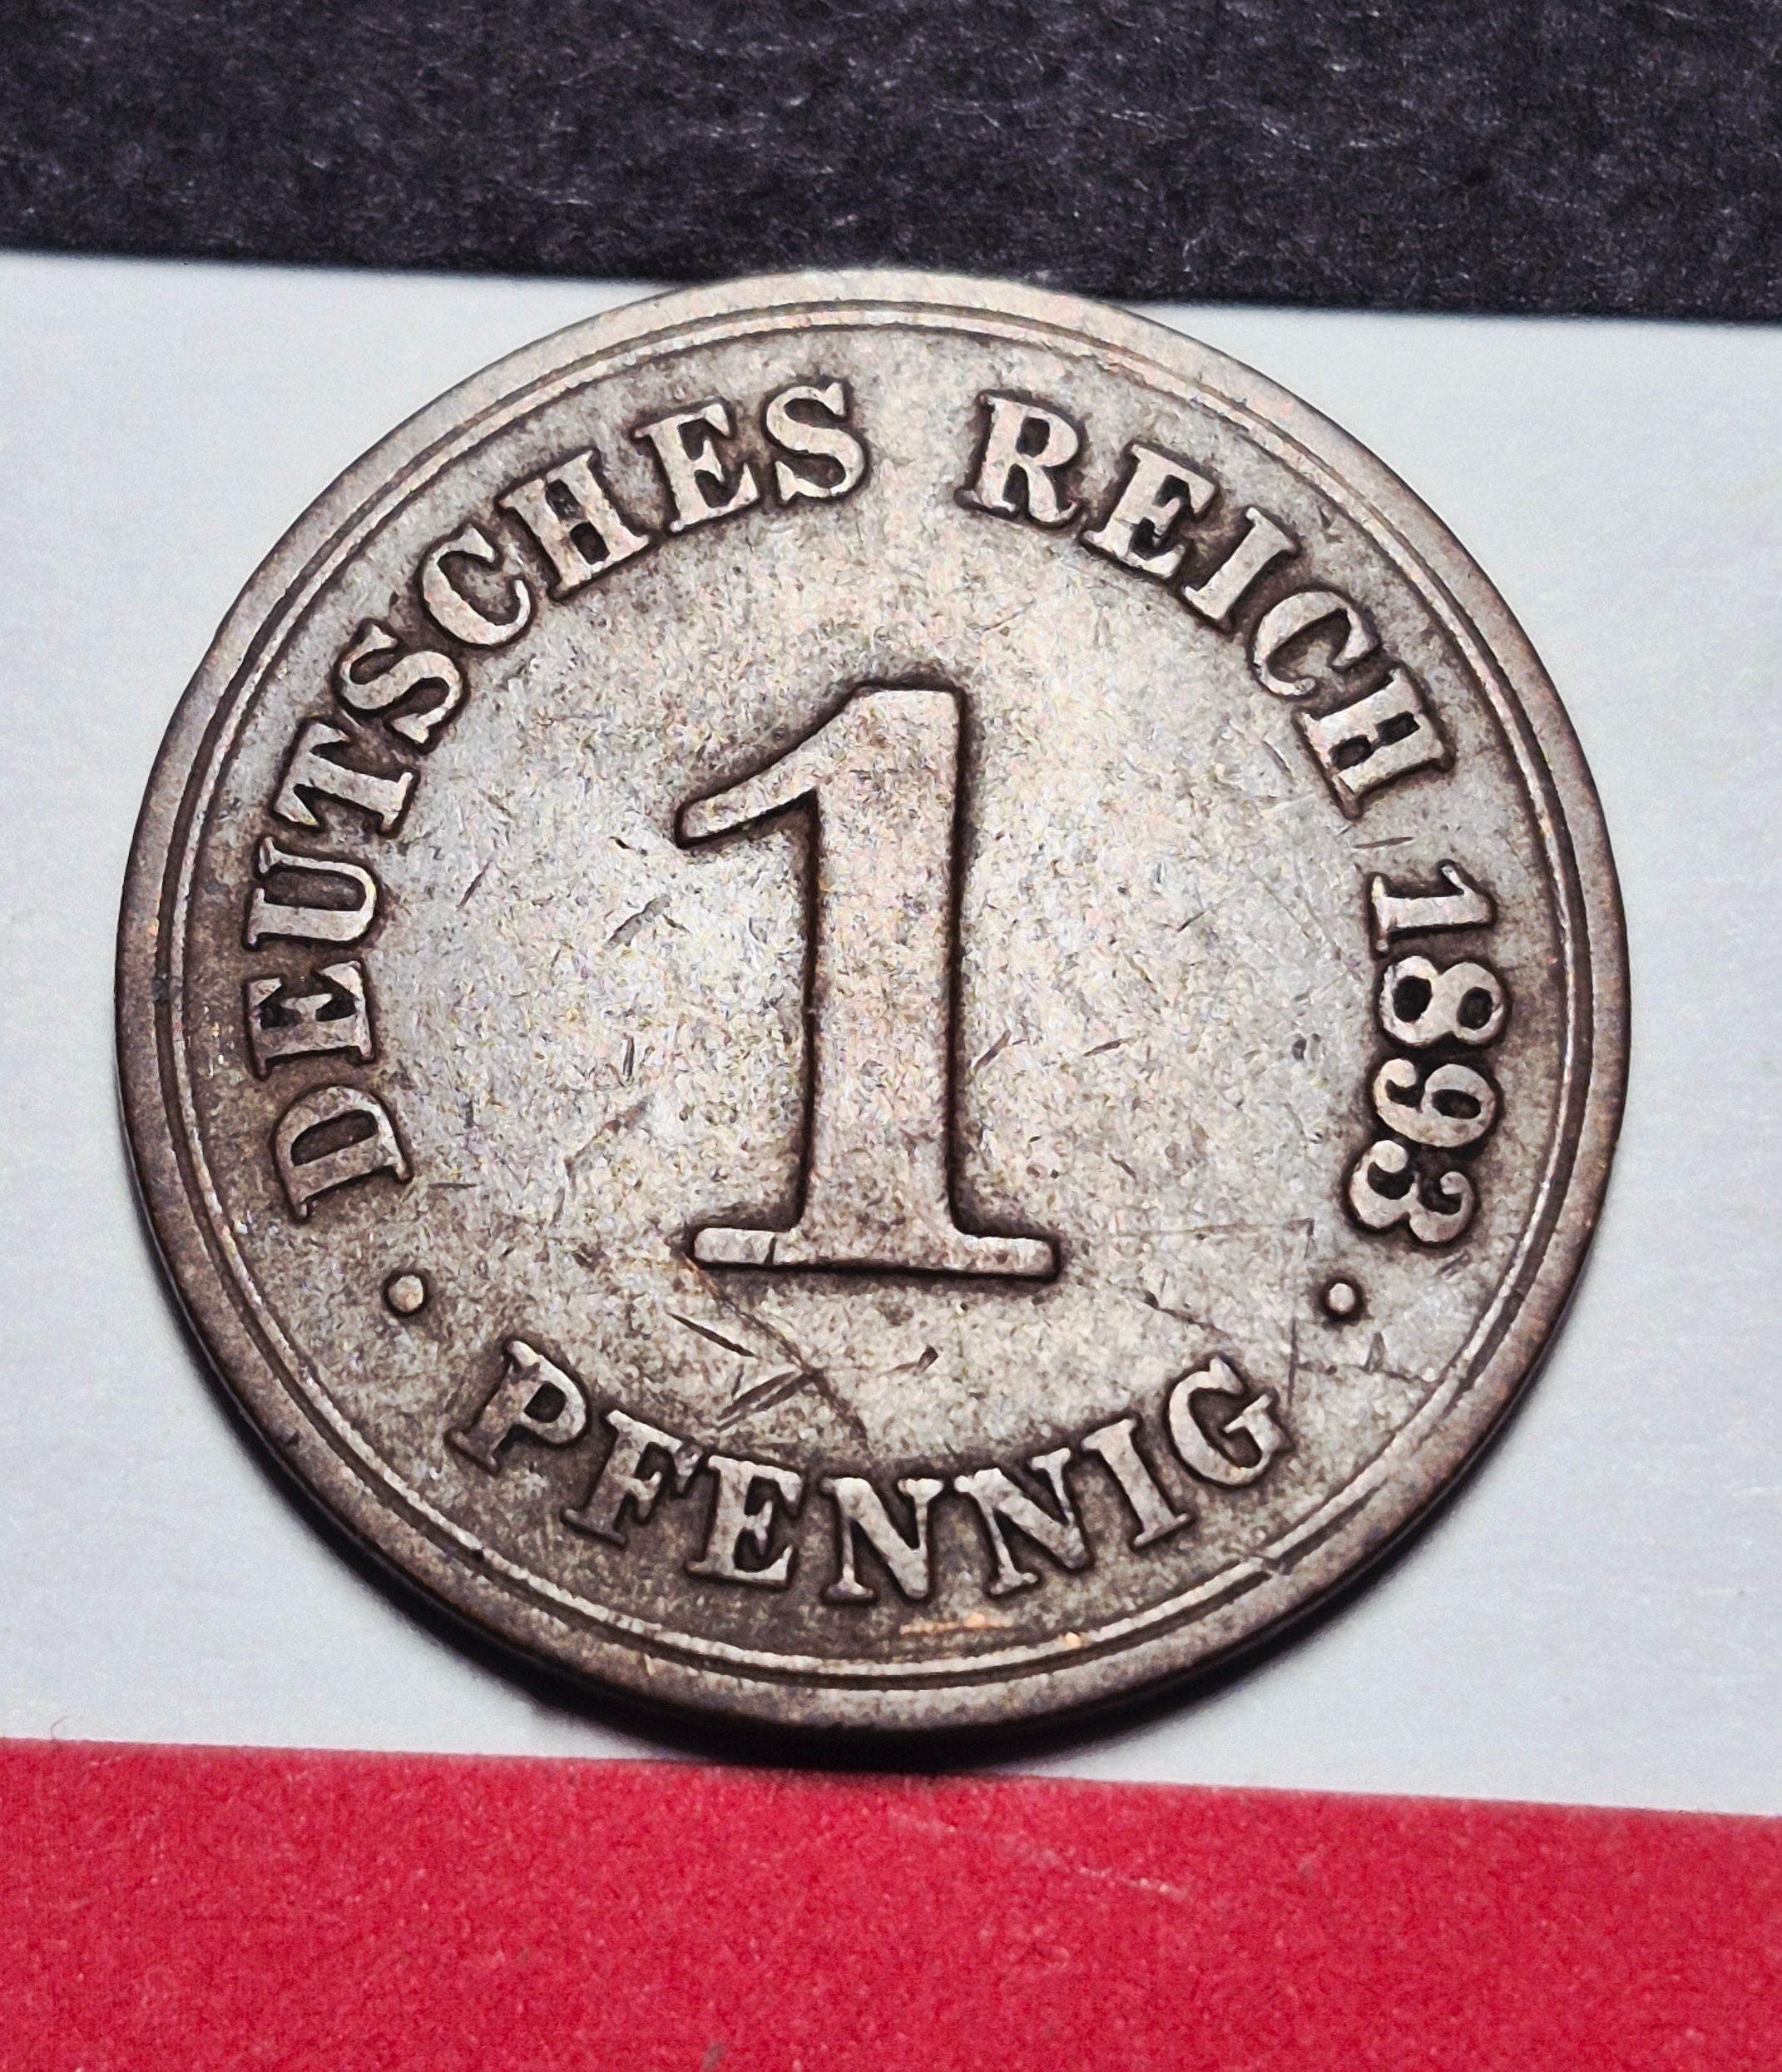 DEUTSCHES REICH 1893
1
• PFENNIG •